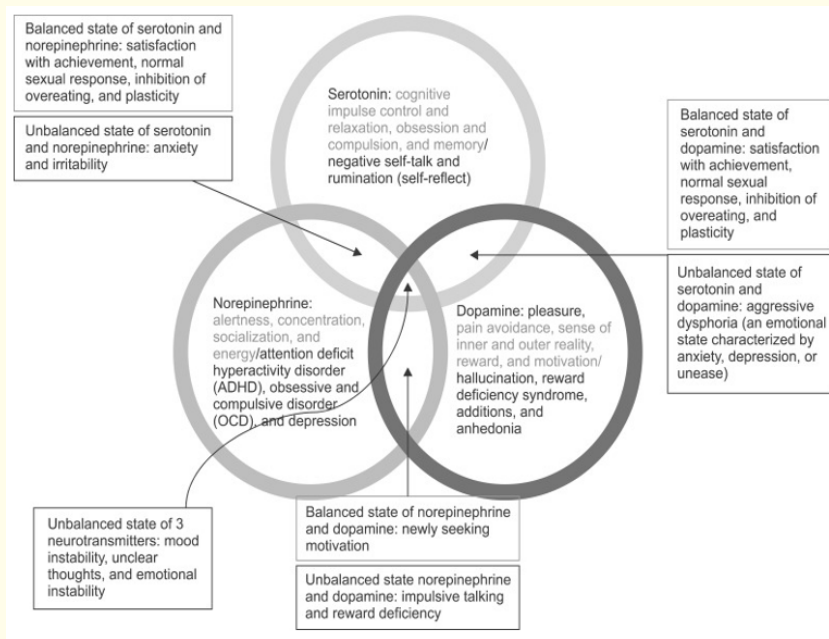 Balanced state of serotonin and
norepinephrine: satisfaction
with achievement, normal
sexual response, inhibition of
overeating, and plasticity
Unbalanced state of serotonin
and norepinephrine: anxiety
and irritability
Serotonin: cognitive
impulse control and
relaxation, obsession and
compulsion, and memory/
negative self-talk and
rumination (self-reflect)
Balanced state of
serotonin and
dopamine: satisfaction
with achievement,
normal sexual
response, inhibition of
overeating, and
plasticity
Unbalanced state of
serotonin and
dopamine: aggressive
dysphoria (an emotional
state characterized by
anxiety, depression, or
unease)
Norepinephrine:
alertness, concentration,
socialization, and
energy/attention deficit
hyperactivity disorder
(ADHD), obsessive and
compulsive disorder
(OCD), and depression
Dopamine: pleasure,
pain avoidance, sense of
inner and outer reality,
reward, and motivation/
hallucination, reward
deficiency syndrome,
additions, and
anhedonia
Unbalanced state of 3
neurotransmitters: mood
instability, unclear
thoughts, and emotional
instability
Balanced state of norepinephrine
and dopamine: newly seeking
motivation
Unbalanced state norepinephrine
and dopamine: impulsive talking
and reward deficiency